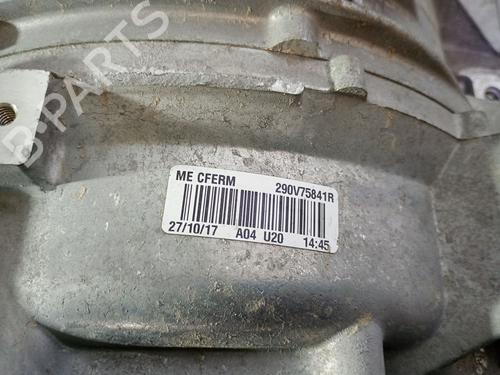 B-PARTS
ME CFERM 290V75841R
27/10/17 A04 U20 14:45